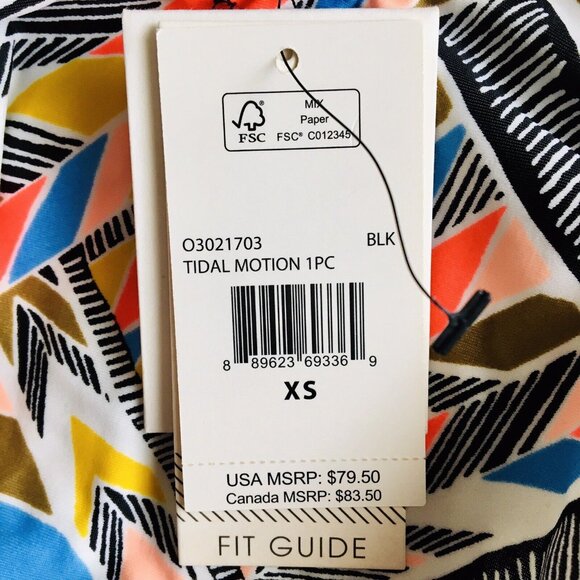 MIX
Paper
FSC
FSC® C012345
O3021703 BLK
TIDAL MOTION 1PC
8 89623 69336 9
XS
USA MSRP: $79.50
Canada MSRP: $83.50
FIT GUIDE